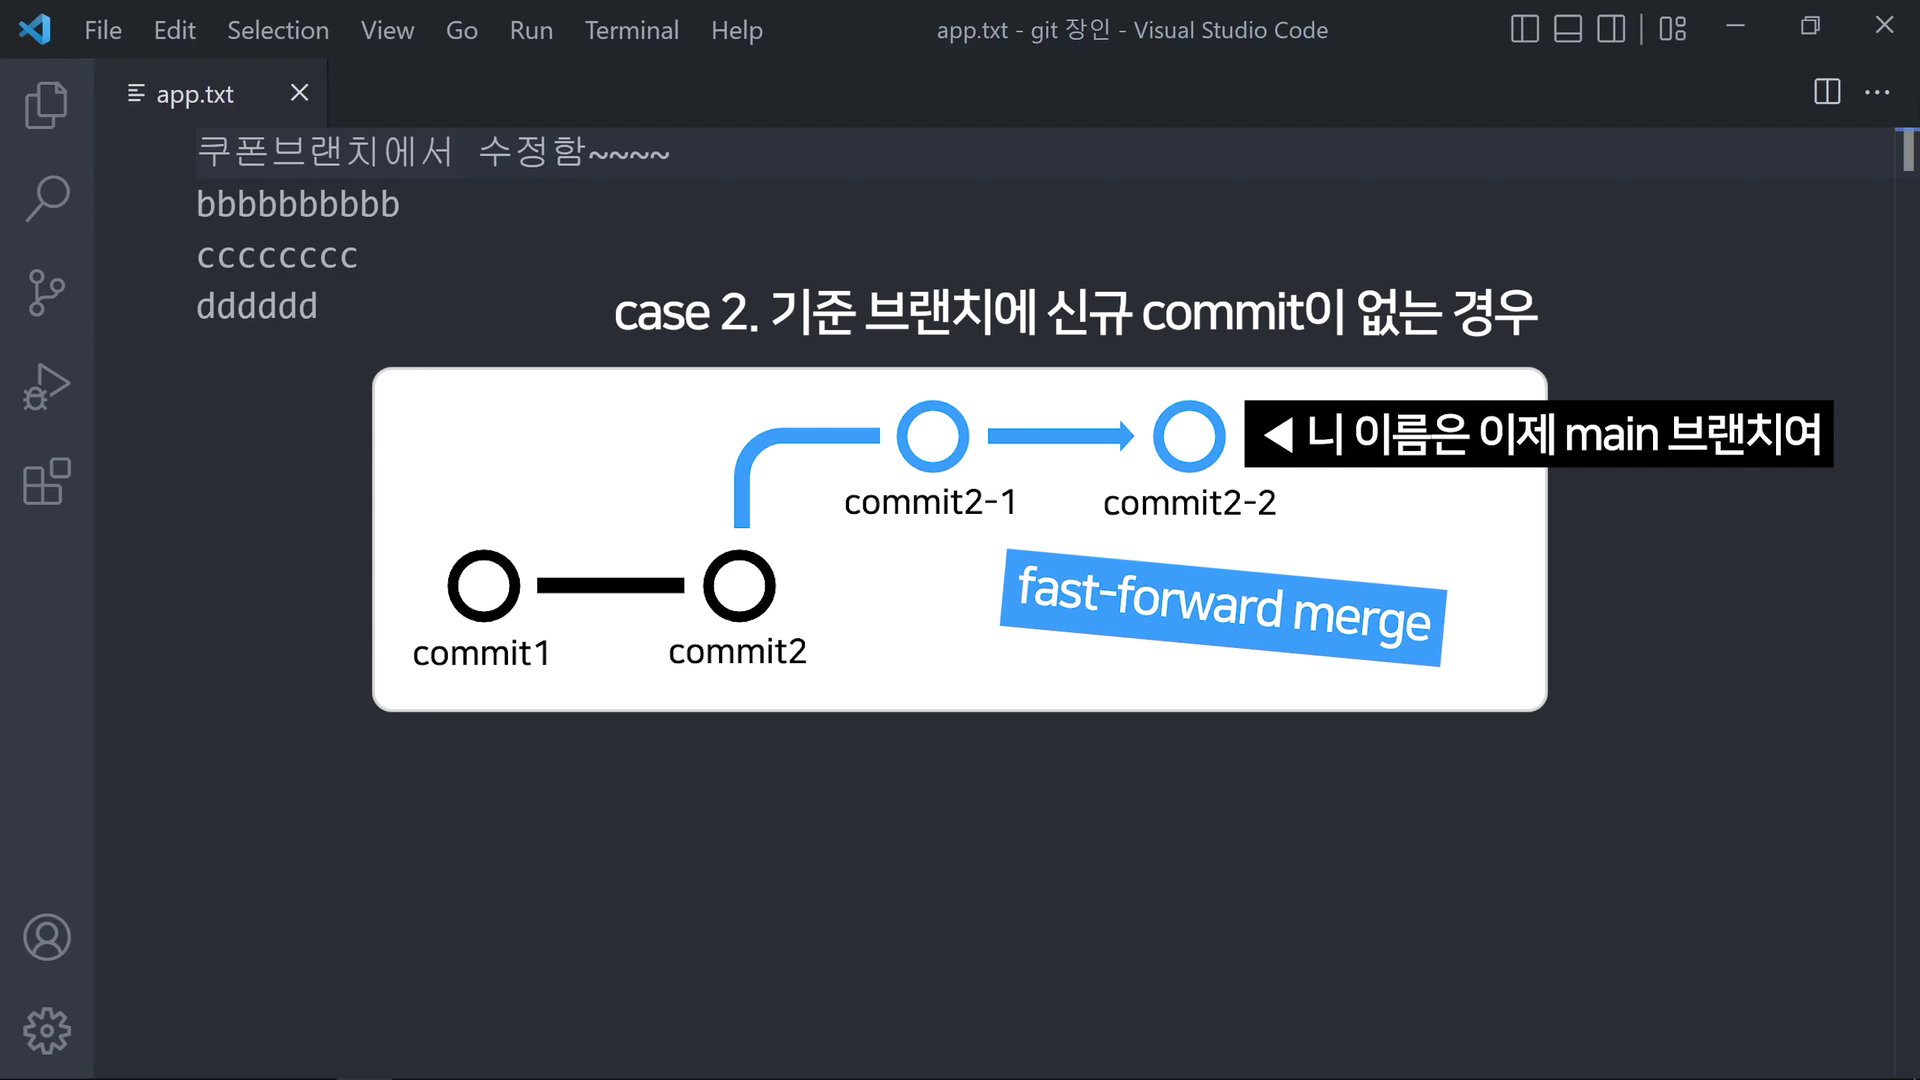 File Edit Selection View Go Run Terminal Help
app.txt - git 장인 - Visual Studio Code
app.txt
쿠폰브랜치에서 수정함~~~~
bbbbbbbbbb
cccccccc
dddddd
case 2. 기준 브랜치에 신규 commit이 없는 경우
◀ 니 이름은 이제 main 브랜치여
commit2-1
commit2-2
fast-forward merge
commit1
commit2